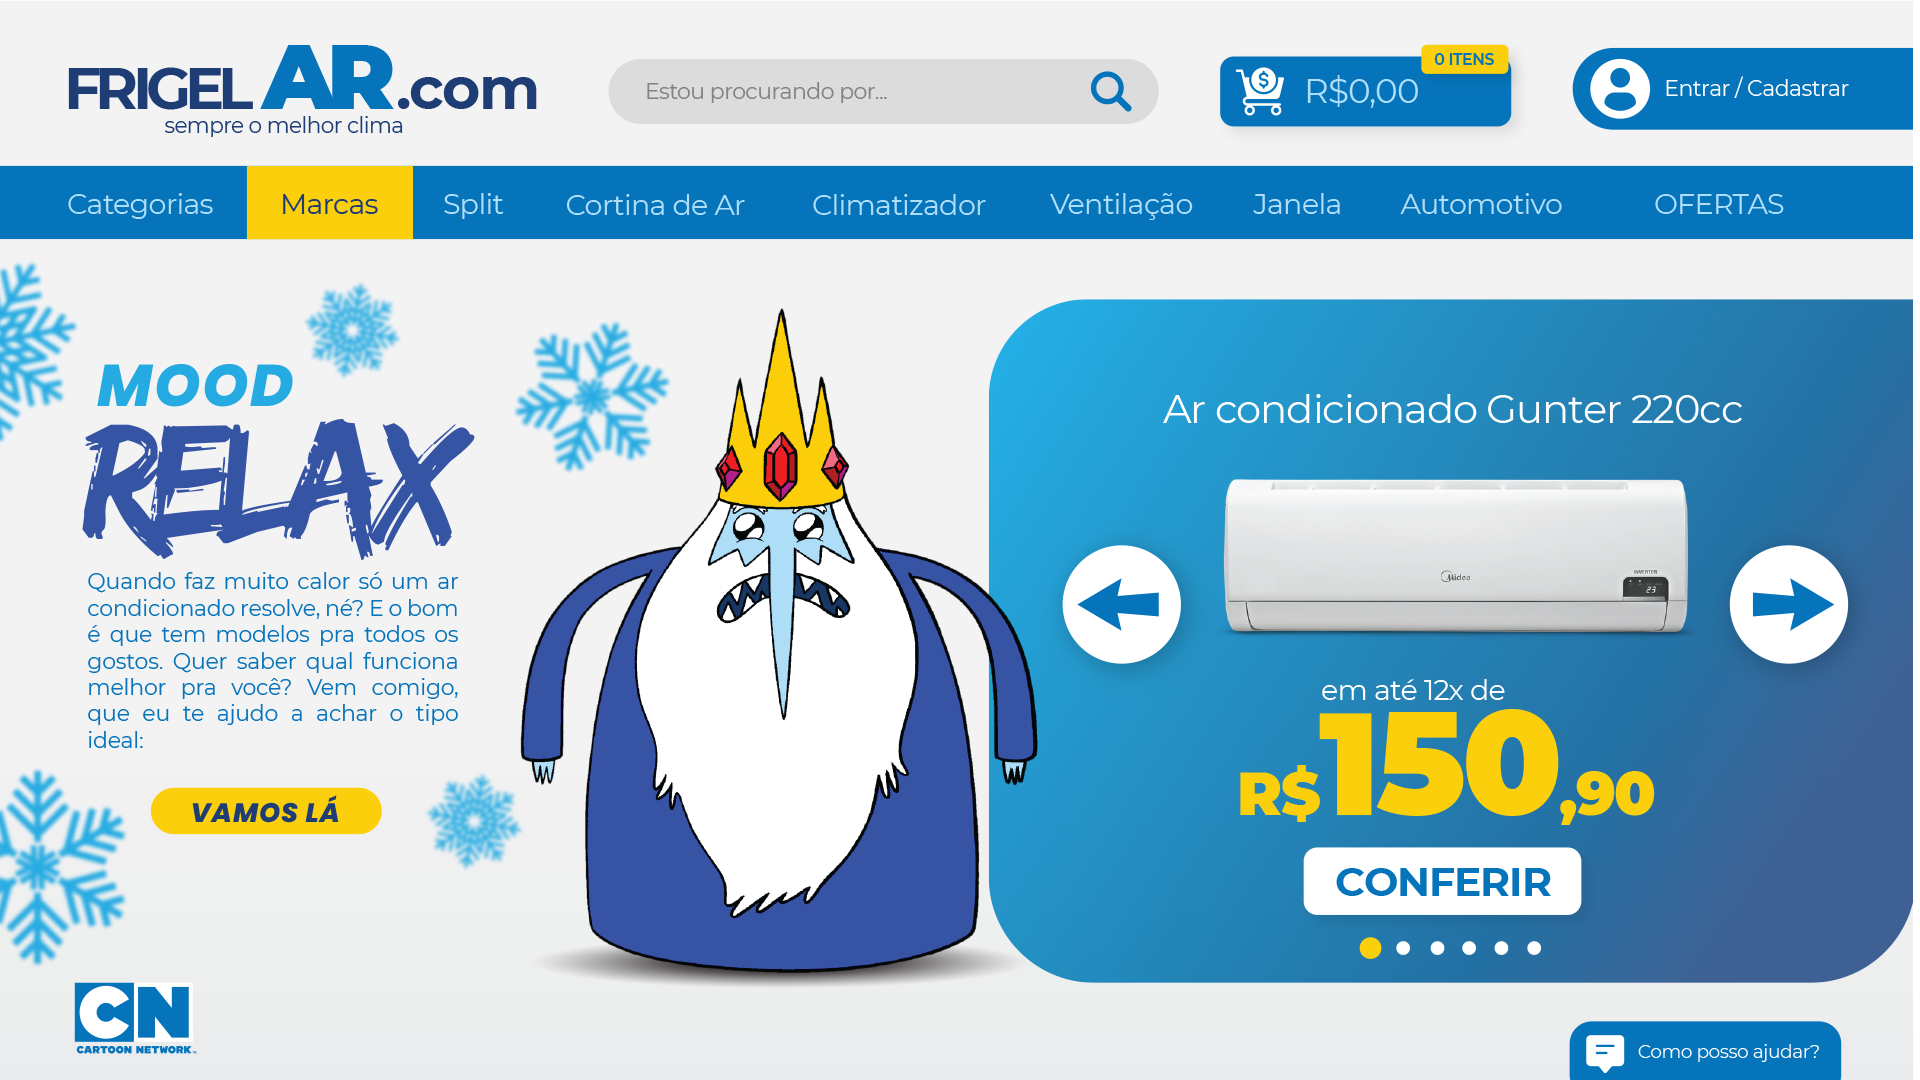 FRIGELAR.com
sempre o melhor clima
Estou procurando por...
0 ITENS
R$0,00
Entrar / Cadastrar
Categorias
Marcas
Split
Cortina de Ar
Climatizador
Ventilação
Janela
Automotivo
OFERTAS
MOOD
RELAX
Quando faz muito calor só um ar
condicionado resolve, né? E o bom
é que tem modelos pra todos os
gostos. Quer saber qual funciona
melhor pra você? Vem comigo,
que eu te ajudo a achar o tipo
ideal:
VAMOS LÁ
Ar condicionado Gunter 220cc
Midea
INVERTER
23
em até 12x de
R$150,90
CONFERIR
CN
CARTOON NETWORK™
Como posso ajudar?